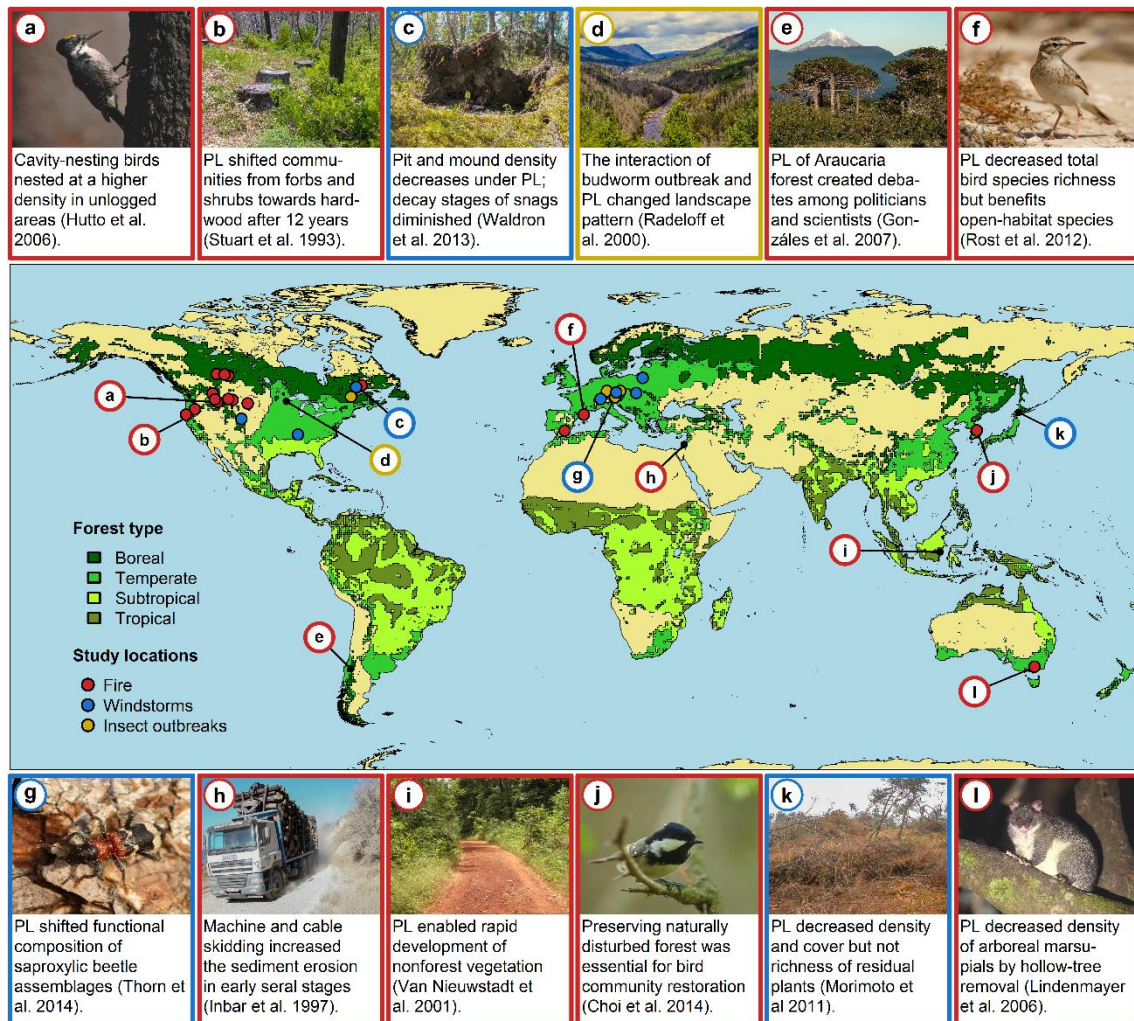 a
Cavity-nesting birds
nested at a higher
density in unlogged
areas (Hutto et al.
2006).
b
PL shifted commu-
nities from forbs and
shrubs towards hard-
wood after 12 years
(Stuart et al. 1993).
c
Pit and mound density
decreases under PL;
decay stages of snags
diminished (Waldron
et al. 2013).
d
The interaction of
budworm outbreak and
PL changed landscape
pattern (Radeloff et
al. 2000).
e
PL of Araucaria
forest created deba-
tes among politicians
and scientists (Gon-
záles et al. 2007).
f
PL decreased total
bird species richness
but benefits
open-habitat species
(Rost et al. 2012).
f
a
b
c
d
g
h
k
j
i
e
l
Forest type
Boreal
Temperate
Subtropical
Tropical
Study locations
Fire
Windstorms
Insect outbreaks
g
PL shifted functional
composition of
saproxylic beetle
assemblages (Thorn et
al. 2014).
h
Machine and cable
skidding increased
the sediment erosion
in early seral stages
(Inbar et al. 1997).
i
PL enabled rapid
development of
nonforest vegetation
(Van Nieuwstadt et
al. 2001).
j
Preserving naturally
disturbed forest was
essential for bird
community restoration
(Choi et al. 2014).
k
PL decreased density
and cover but not
richness of residual
plants (Morimoto et
al 2011).
l
PL decreased density
of arboreal marsu-
pials by hollow-tree
removal (Lindenmayer
et al. 2006).